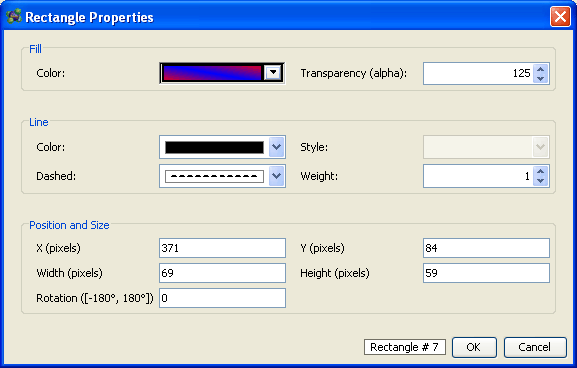 Rectangle Properties
Fill
Color:
Transparency (alpha):
125
Line
Color:
Style:
Dashed:
Weight:
1
Position and Size
X (pixels)
371
Y (pixels)
84
Width (pixels)
69
Height (pixels)
59
Rotation ([-180°, 180°])
0
Rectangle # 7
OK
Cancel